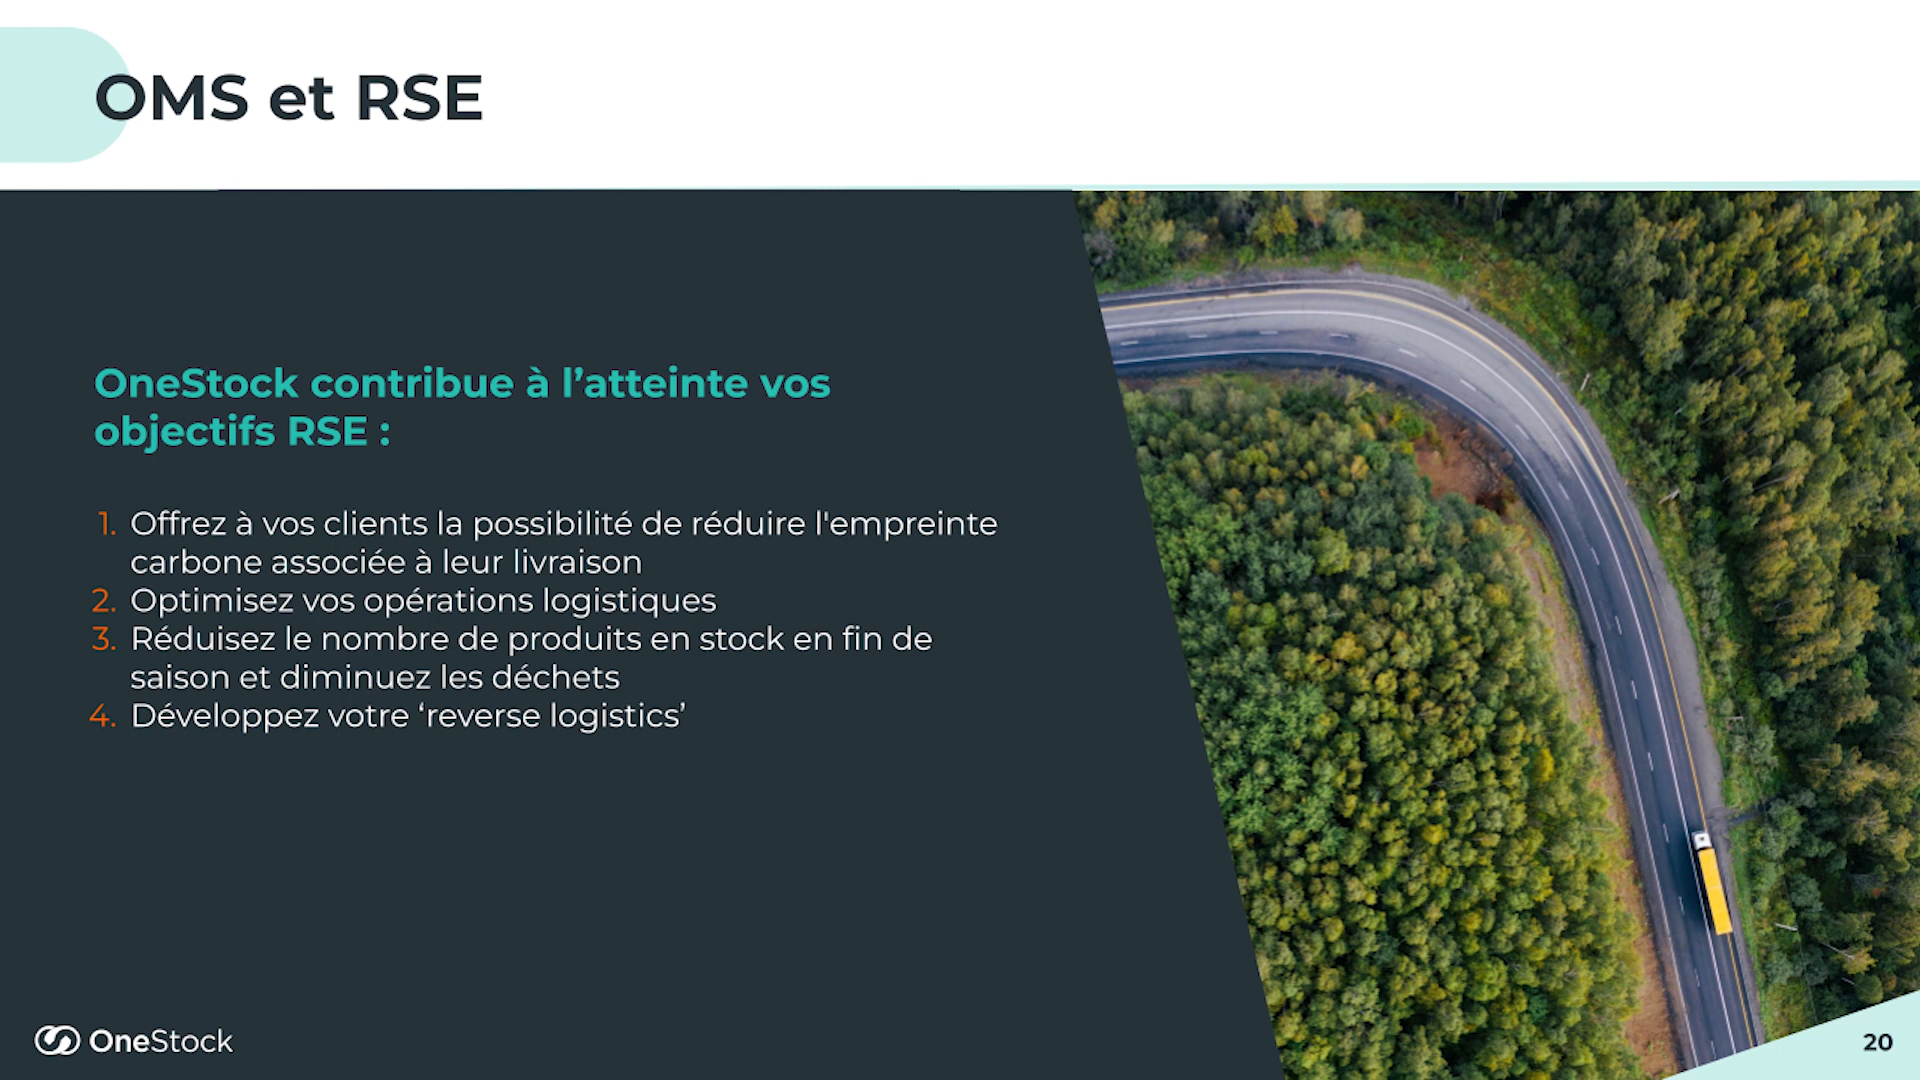 OMS et RSE
OneStock contribue à l’atteinte vos
objectifs RSE :
1. Offrez à vos clients la possibilité de réduire l'empreinte
carbone associée à leur livraison
2. Optimisez vos opérations logistiques
3. Réduisez le nombre de produits en stock en fin de
saison et diminuez les déchets
4. Développez votre ‘reverse logistics’
OneStock
20